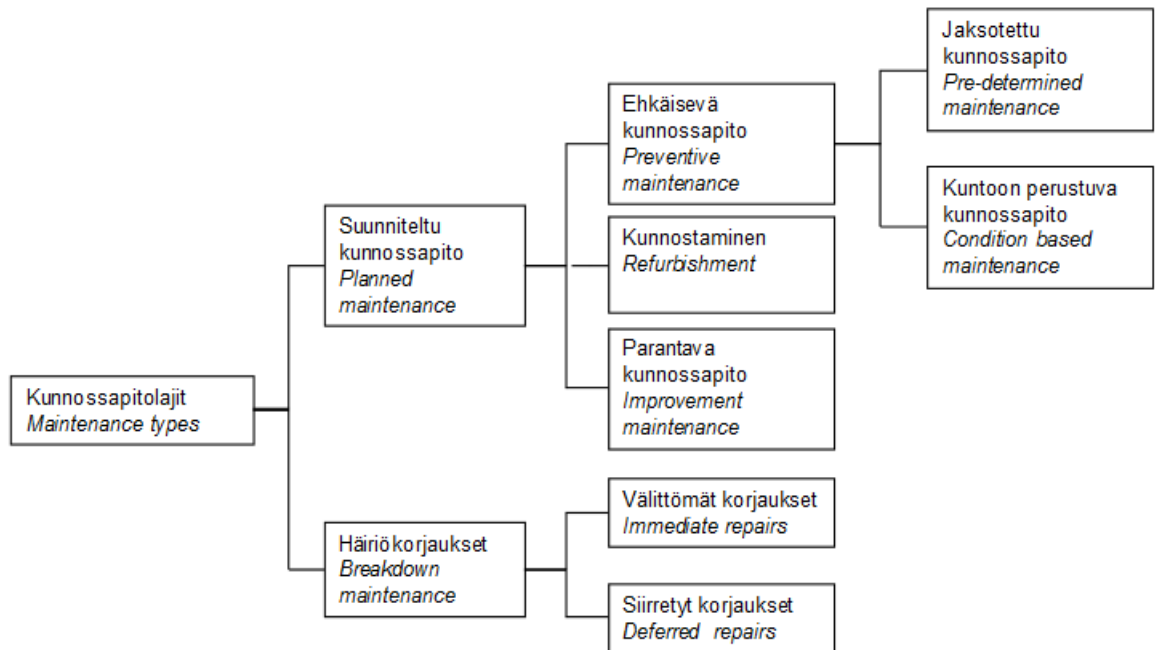 Kunnossapitolajit
Maintenance types
Suunniteltu
kunnossapito
Planned
maintenance
Häiriökorjaukset
Breakdown
maintenance
Ehkäisevä
kunnossapito
Preventive
maintenance
Kunnostaminen
Refurbishment
Parantava
kunnossapito
Improvement
maintenance
Välittömät korjaukset
Immediate repairs
Siirretyt korjaukset
Deferred repairs
Jaksotettu
kunnossapito
Pre-determined
maintenance
Kuntoon perustuva
kunnossapito
Condition based
maintenance